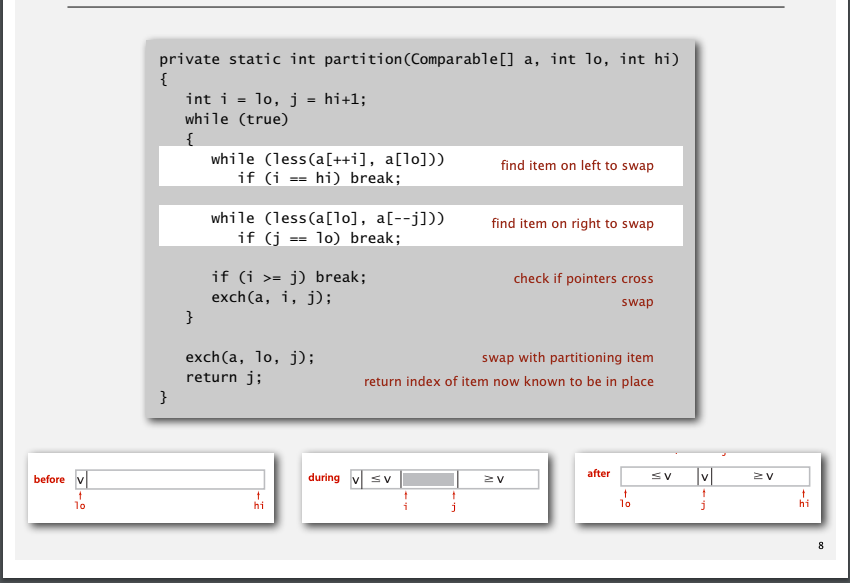 private static int partition(Comparable[] a, int lo, int hi)
{
int i = lo, j = hi+1;
while (true)
{
while (less(a[++i], a[lo])) find item on left to swap
if (i == hi) break;
while (less(a[lo], a[--j])) find item on right to swap
if (j == lo) break;
if (i >= j) break; check if pointers cross
exch(a, i, j); swap
}
exch(a, lo, j); swap with partitioning item
return j; return index of item now known to be in place
}
before v
lo hi
during v ≤ v ≥ v
i j
after ≤ v v ≥ v
lo j hi
8